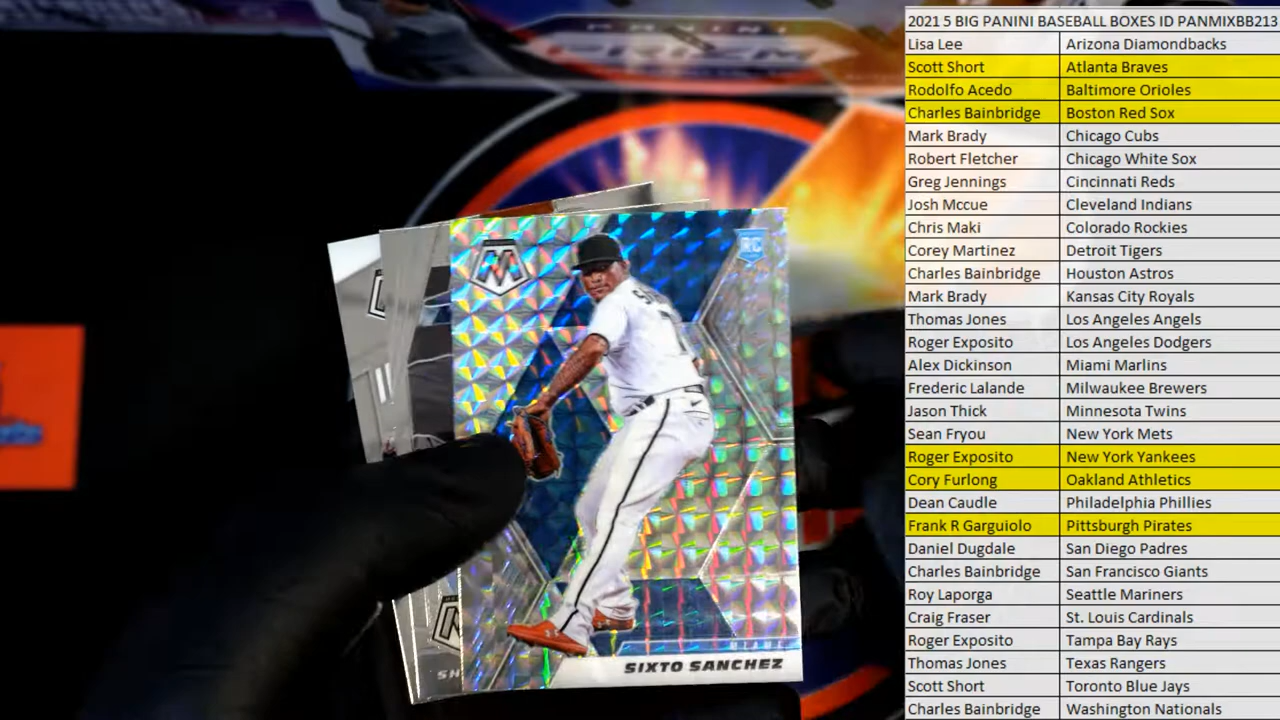 PANINI
PRIZM
RC
MIAMI
SIXTO SANCHEZ
SH
2021 5 BIG PANINI BASEBALL BOXES ID PANMIXBB213
Lisa Lee Arizona Diamondbacks
Scott Short Atlanta Braves
Rodolfo Acedo Baltimore Orioles
Charles Bainbridge Boston Red Sox
Mark Brady Chicago Cubs
Robert Fletcher Chicago White Sox
Greg Jennings Cincinnati Reds
Josh Mccue Cleveland Indians
Chris Maki Colorado Rockies
Corey Martinez Detroit Tigers
Charles Bainbridge Houston Astros
Mark Brady Kansas City Royals
Thomas Jones Los Angeles Angels
Roger Exposito Los Angeles Dodgers
Alex Dickinson Miami Marlins
Frederic Lalande Milwaukee Brewers
Jason Thick Minnesota Twins
Sean Fryou New York Mets
Roger Exposito New York Yankees
Cory Furlong Oakland Athletics
Dean Caudle Philadelphia Phillies
Frank R Garguiolo Pittsburgh Pirates
Daniel Dugdale San Diego Padres
Charles Bainbridge San Francisco Giants
Roy Laporga Seattle Mariners
Craig Fraser St. Louis Cardinals
Roger Exposito Tampa Bay Rays
Thomas Jones Texas Rangers
Scott Short Toronto Blue Jays
Charles Bainbridge Washington Nationals